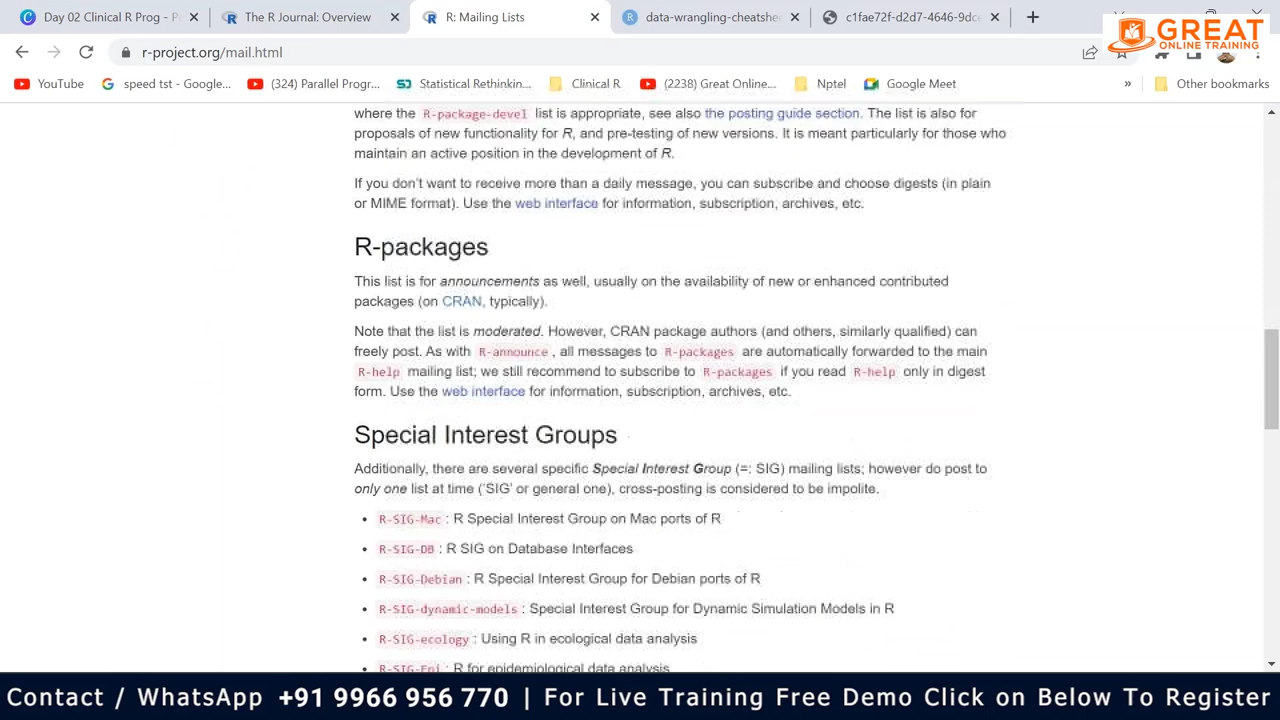 Day 02 Clinical R Prog - P
The R Journal: Overview
R: Mailing Lists
data-wrangling-cheatshe
c1fae72f-d2d7-4646-9dc
GREAT
ONLINE TRAINING
r-project.org/mail.html
YouTube
speed tst - Google...
(324) Parallel Progr...
Statistical Rethinkin...
Clinical R
(2238) Great Online...
Nptel
Google Meet
»
Other bookmarks
where the R-package-devel list is appropriate, see also the posting guide section. The list is also for
proposals of new functionality for R, and pre-testing of new versions. It is meant particularly for those who
maintain an active position in the development of R.
If you don't want to receive more than a daily message, you can subscribe and choose digests (in plain
or MIME format). Use the web interface for information, subscription, archives, etc.
R-packages
This list is for announcements as well, usually on the availability of new or enhanced contributed
packages (on CRAN, typically).
Note that the list is moderated. However, CRAN package authors (and others, similarly qualified) can
freely post. As with R-announce , all messages to R-packages are automatically forwarded to the main
R-help mailing list; we still recommend to subscribe to R-packages if you read R-help only in digest
form. Use the web interface for information, subscription, archives, etc.
Special Interest Groups
Additionally, there are several specific Special Interest Group (=: SIG) mailing lists; however do post to
only one list at time ('SIG' or general one), cross-posting is considered to be impolite.
• R-SIG-Mac : R Special Interest Group on Mac ports of R
• R-SIG-DB : R SIG on Database Interfaces
• R-SIG-Debian : R Special Interest Group for Debian ports of R
• R-SIG-dynamic-models : Special Interest Group for Dynamic Simulation Models in R
• R-SIG-ecology : Using R in ecological data analysis
• R-SIG-Epi : R for epidemiological data analysis
Contact / WhatsApp +91 9966 956 770 | For Live Training Free Demo Click on Below To Register